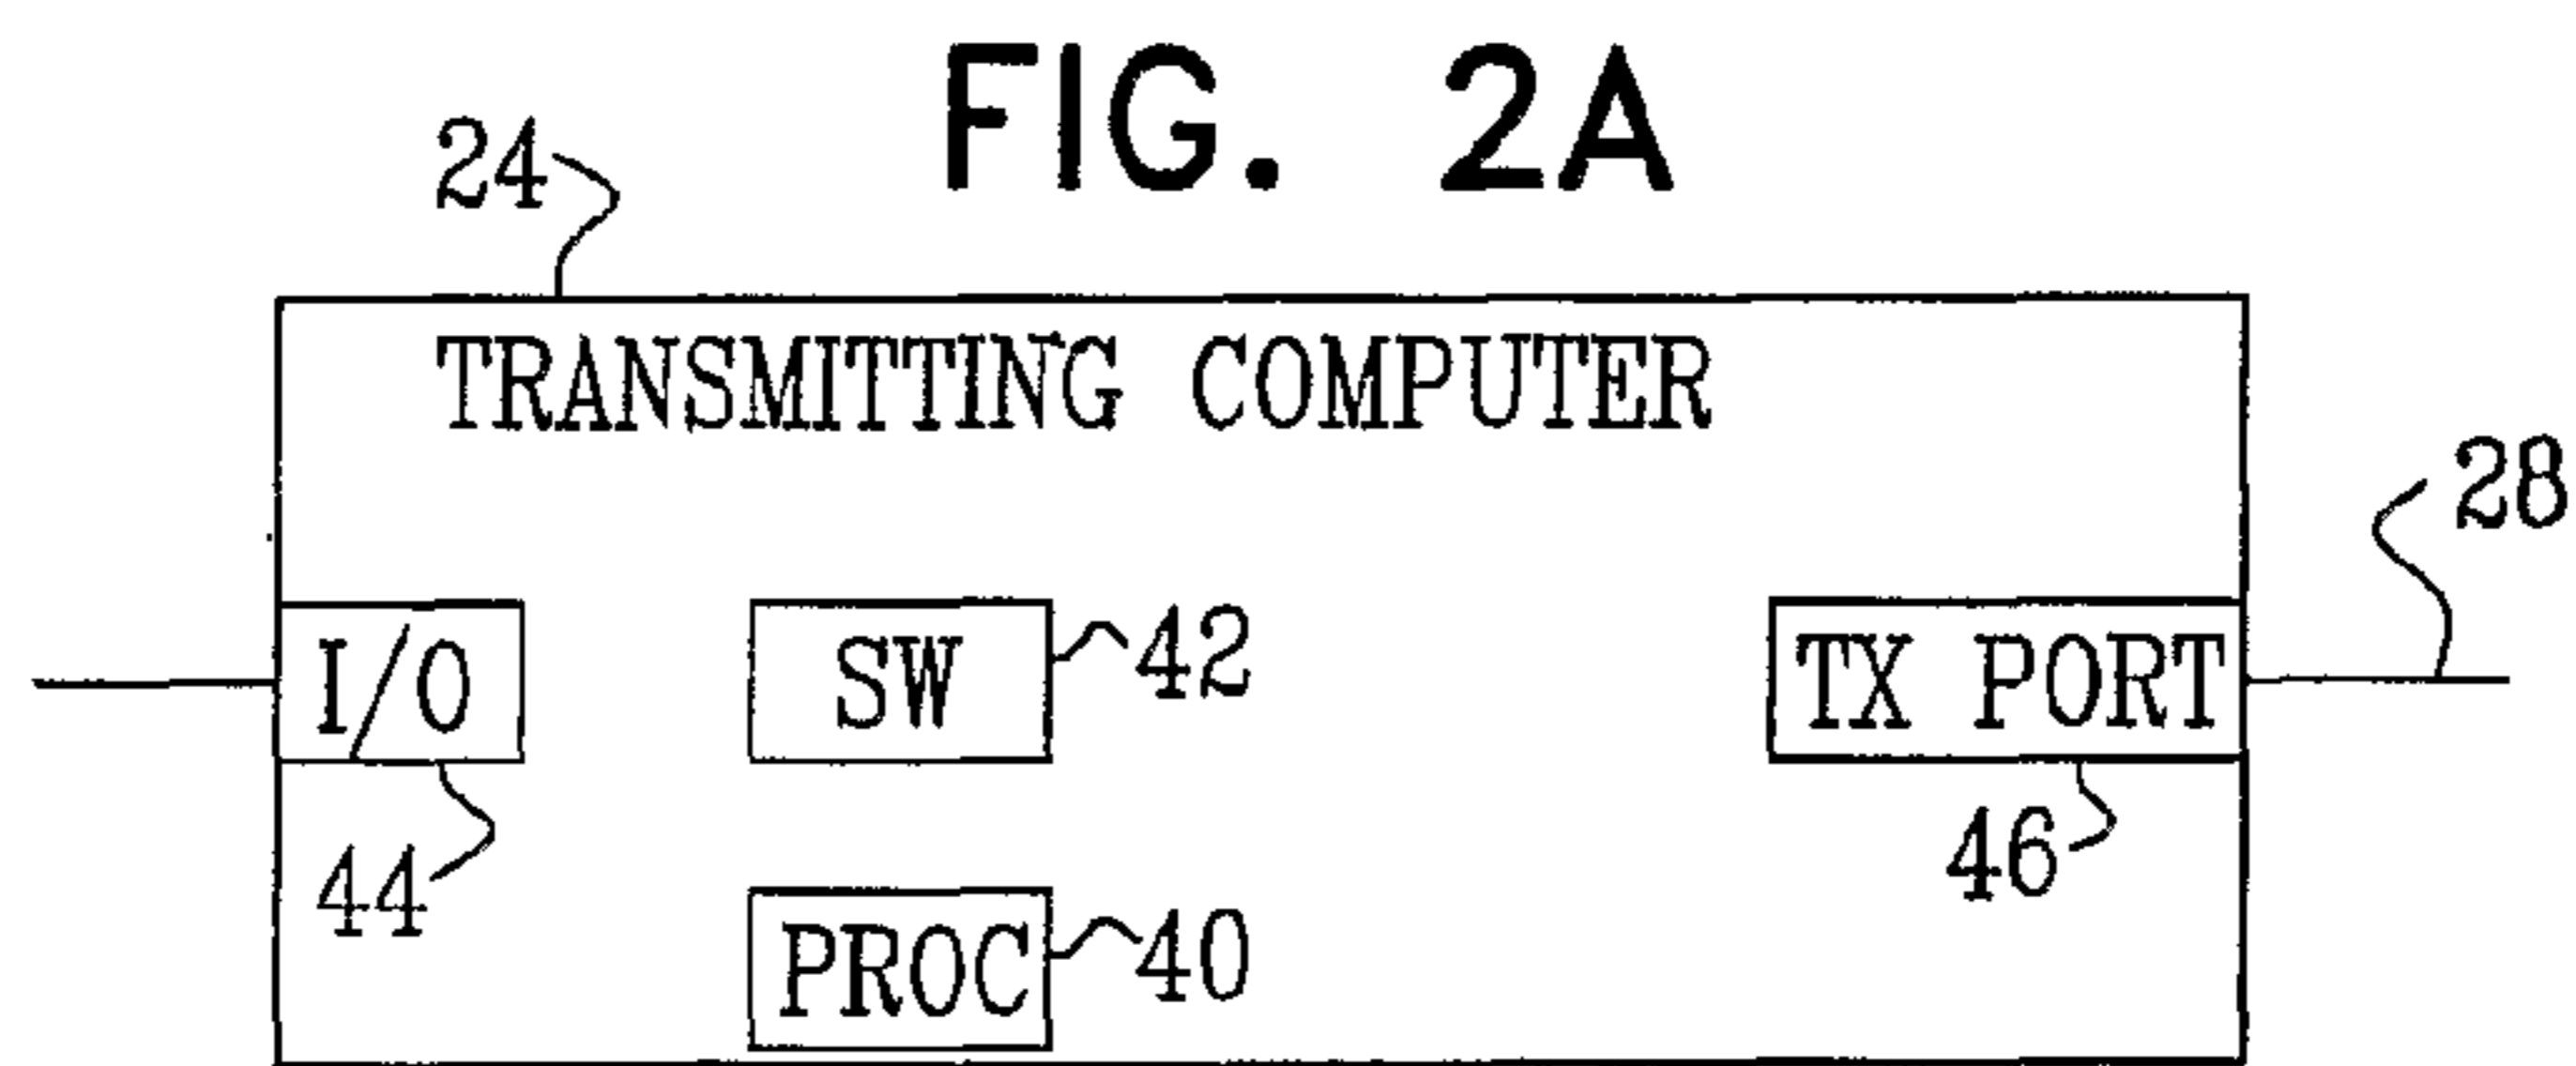 FIG. 2A
24
TRANSMITTING COMPUTER
28
I/O
SW
42
TX PORT
44
46
PROC
40